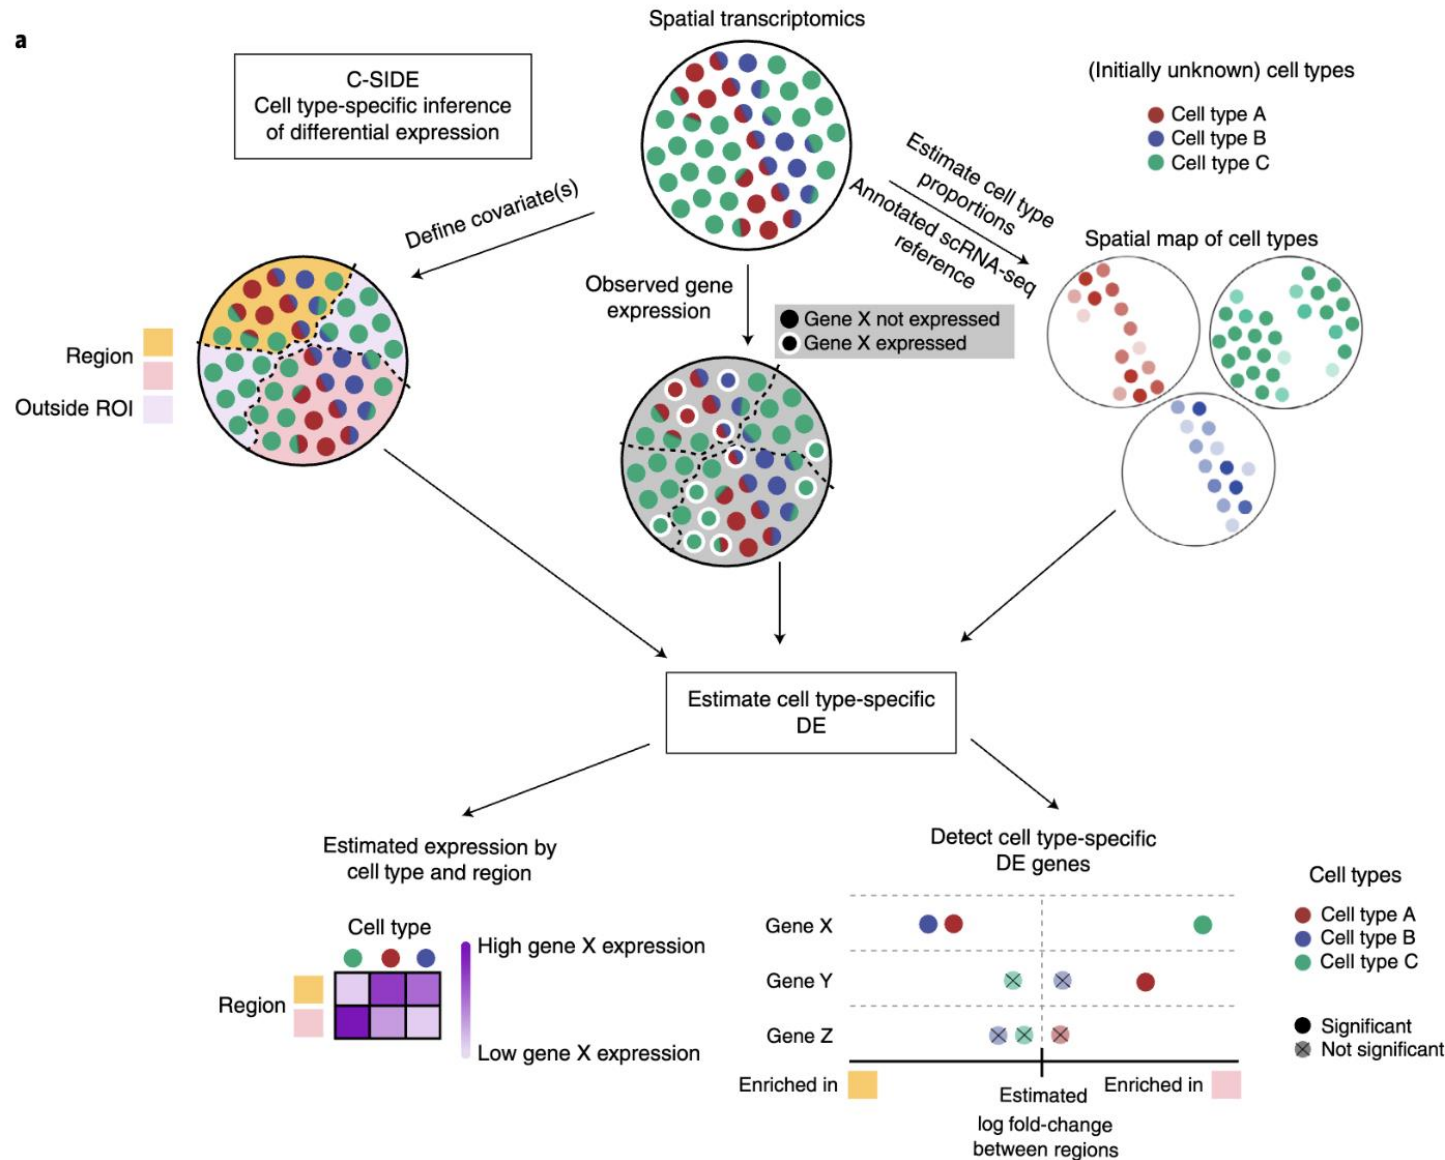 a
Spatial transcriptomics
C-SIDE
Cell type-specific inference
of differential expression
(Initially unknown) cell types
Cell type A
Cell type B
Cell type C
Define covariate(s)
Estimate cell type
proportions
Annotated scRNA-seq
reference
Spatial map of cell types
Observed gene
expression
Gene X not expressed
Gene X expressed
Region
Outside ROI
Estimate cell type-specific
DE
Estimated expression by
cell type and region
Cell type
Region
High gene X expression
Low gene X expression
Detect cell type-specific
DE genes
Gene X
Gene Y
Gene Z
Enriched in
Estimated
log fold-change
between regions
Enriched in
Cell types
Cell type A
Cell type B
Cell type C
Significant
Not significant